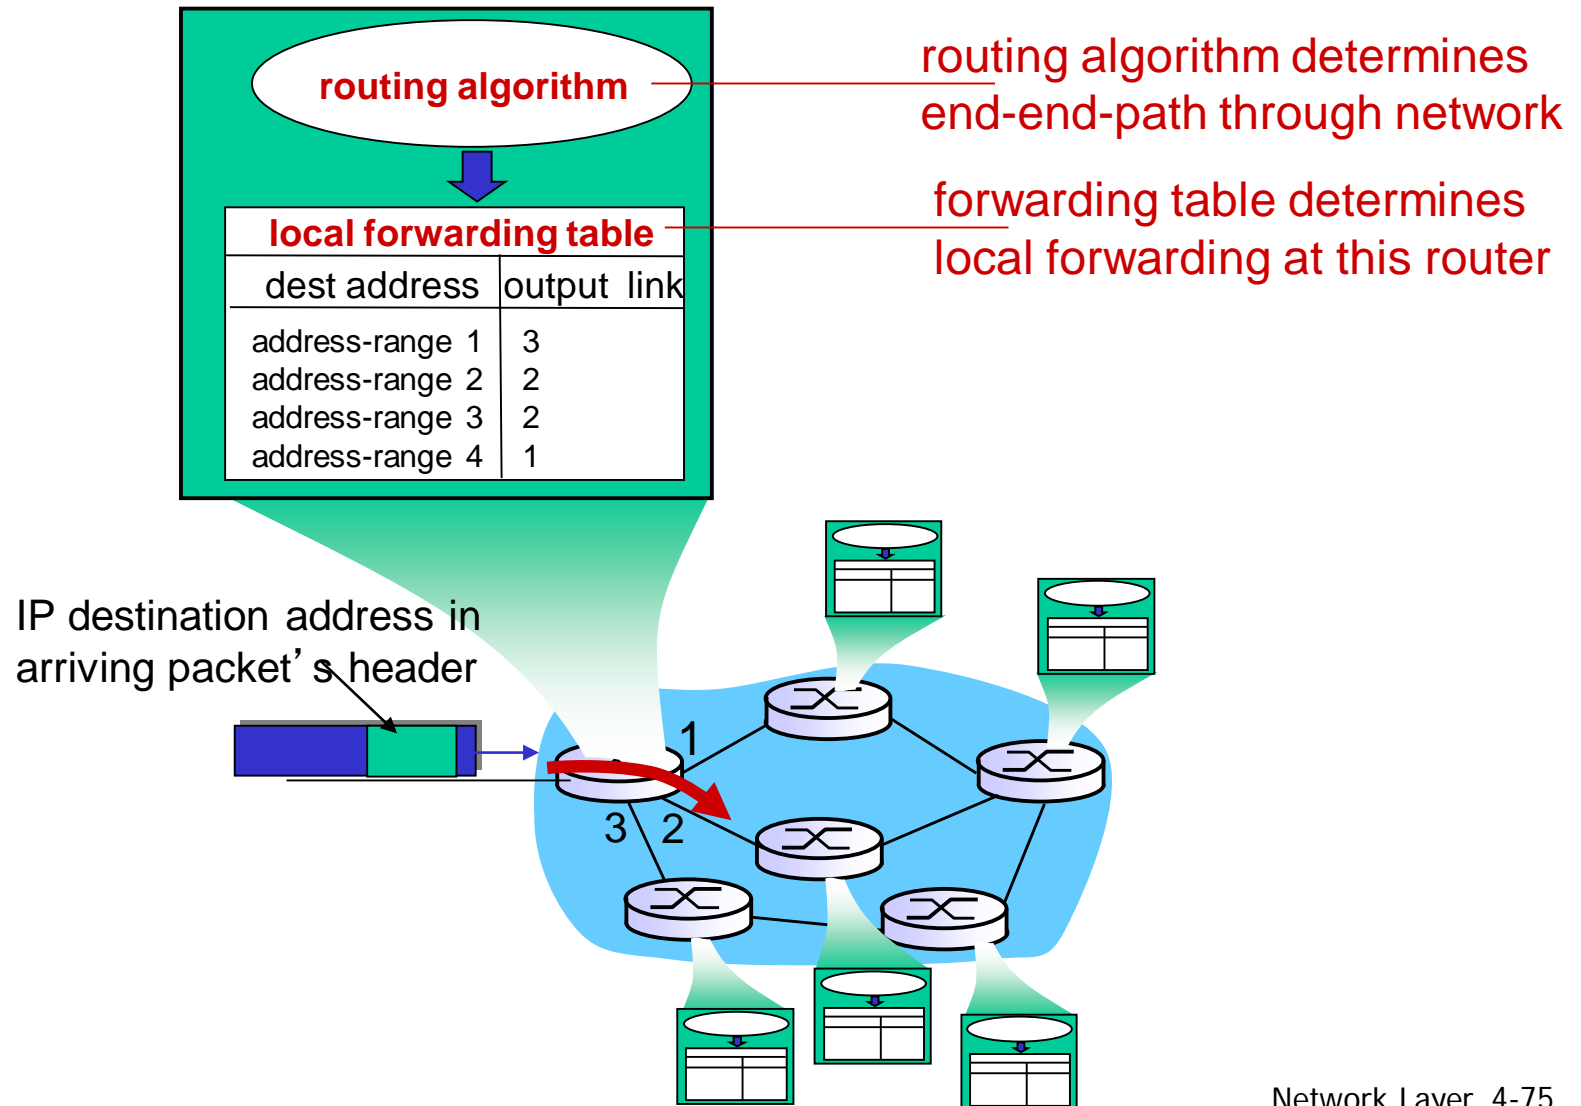 routing algorithm
routing algorithm determines
end-end-path through network
forwarding table determines
local forwarding at this router
local forwarding table
dest address output link
address-range 1 3
address-range 2 2
address-range 3 2
address-range 4 1
IP destination address in
arriving packet’s header
1
3 2
Network Layer 4-75